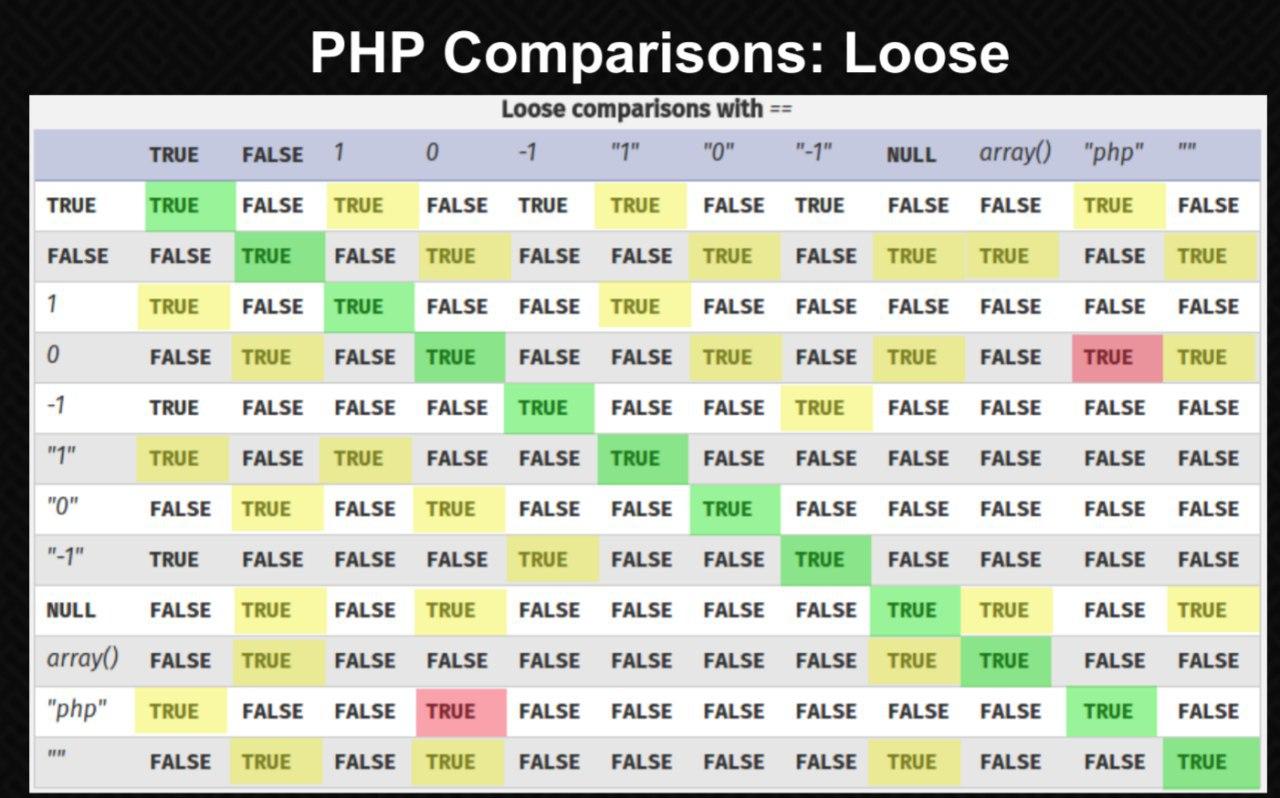 PHP Comparisons: Loose
Loose comparisons with ==
TRUE FALSE 1 0 -1 "1" "0" "-1" NULL array() "php" ""
TRUE TRUE FALSE TRUE FALSE TRUE TRUE FALSE TRUE FALSE FALSE TRUE FALSE
FALSE FALSE TRUE FALSE TRUE FALSE FALSE TRUE FALSE TRUE TRUE FALSE TRUE
1 TRUE FALSE TRUE FALSE FALSE TRUE FALSE FALSE FALSE FALSE FALSE FALSE
0 FALSE TRUE FALSE TRUE FALSE FALSE TRUE FALSE TRUE FALSE TRUE TRUE
-1 TRUE FALSE FALSE FALSE TRUE FALSE FALSE TRUE FALSE FALSE FALSE FALSE
"1" TRUE FALSE TRUE FALSE FALSE TRUE FALSE FALSE FALSE FALSE FALSE FALSE
"0" FALSE TRUE FALSE TRUE FALSE FALSE TRUE FALSE FALSE FALSE FALSE FALSE
"-1" TRUE FALSE FALSE FALSE TRUE FALSE FALSE TRUE FALSE FALSE FALSE FALSE
NULL FALSE TRUE FALSE TRUE FALSE FALSE FALSE FALSE TRUE TRUE FALSE TRUE
array() FALSE TRUE FALSE FALSE FALSE FALSE FALSE FALSE TRUE TRUE FALSE FALSE
"php" TRUE FALSE FALSE TRUE FALSE FALSE FALSE FALSE FALSE FALSE TRUE FALSE
"" FALSE TRUE FALSE TRUE FALSE FALSE FALSE FALSE TRUE FALSE FALSE TRUE